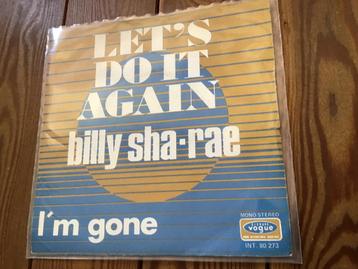 LET'S
DO IT
AGAIN
billy sha-rae
I'm gone
MONO STEREO
vogue
INT. 80 273